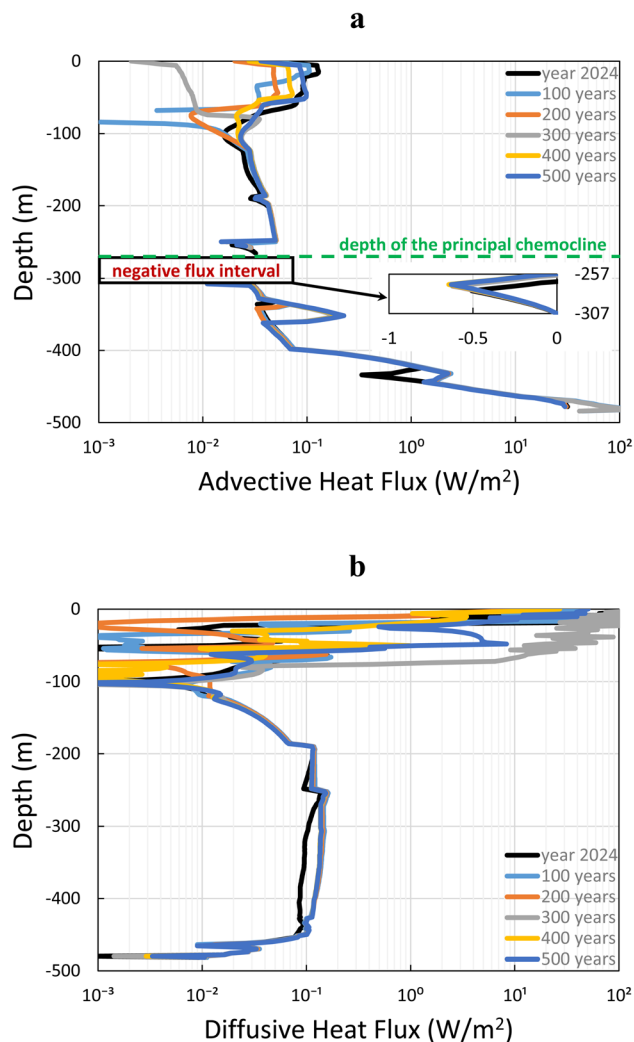 a
0
-100
-200
-300
-400
-500
Depth (m)
year 2024
100 years
200 years
300 years
400 years
500 years
depth of the principal chemocline
negative flux interval
-257
-307
-1
-0.5
0
10⁻³
10⁻²
10⁻¹
10⁰
10¹
10²
Advective Heat Flux (W/m²)
b
0
-100
-200
-300
-400
-500
Depth (m)
year 2024
100 years
200 years
300 years
400 years
500 years
10⁻³
10⁻²
10⁻¹
10⁰
10¹
10²
Diffusive Heat Flux (W/m²)